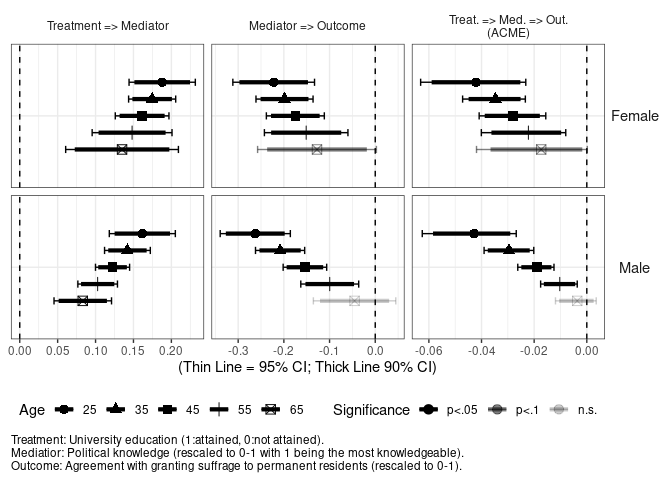 Treatment => Mediator
Mediator => Outcome
Treat. => Med. => Out.
(ACME)
Female
Male
0.00 0.05 0.10 0.15 0.20
-0.3 -0.2 -0.1 0.0
-0.06 -0.04 -0.02 0.00
(Thin Line = 95% CI; Thick Line 90% CI)
Age 25 35 45 55 65 Significance p<.05 p<.1 n.s.
Treatment: University education (1:attained, 0:not attained).
Mediatior: Political knowledge (rescaled to 0-1 with 1 being the most knowledgeable).
Outcome: Agreement with granting suffrage to permanent residents (rescaled to 0-1).